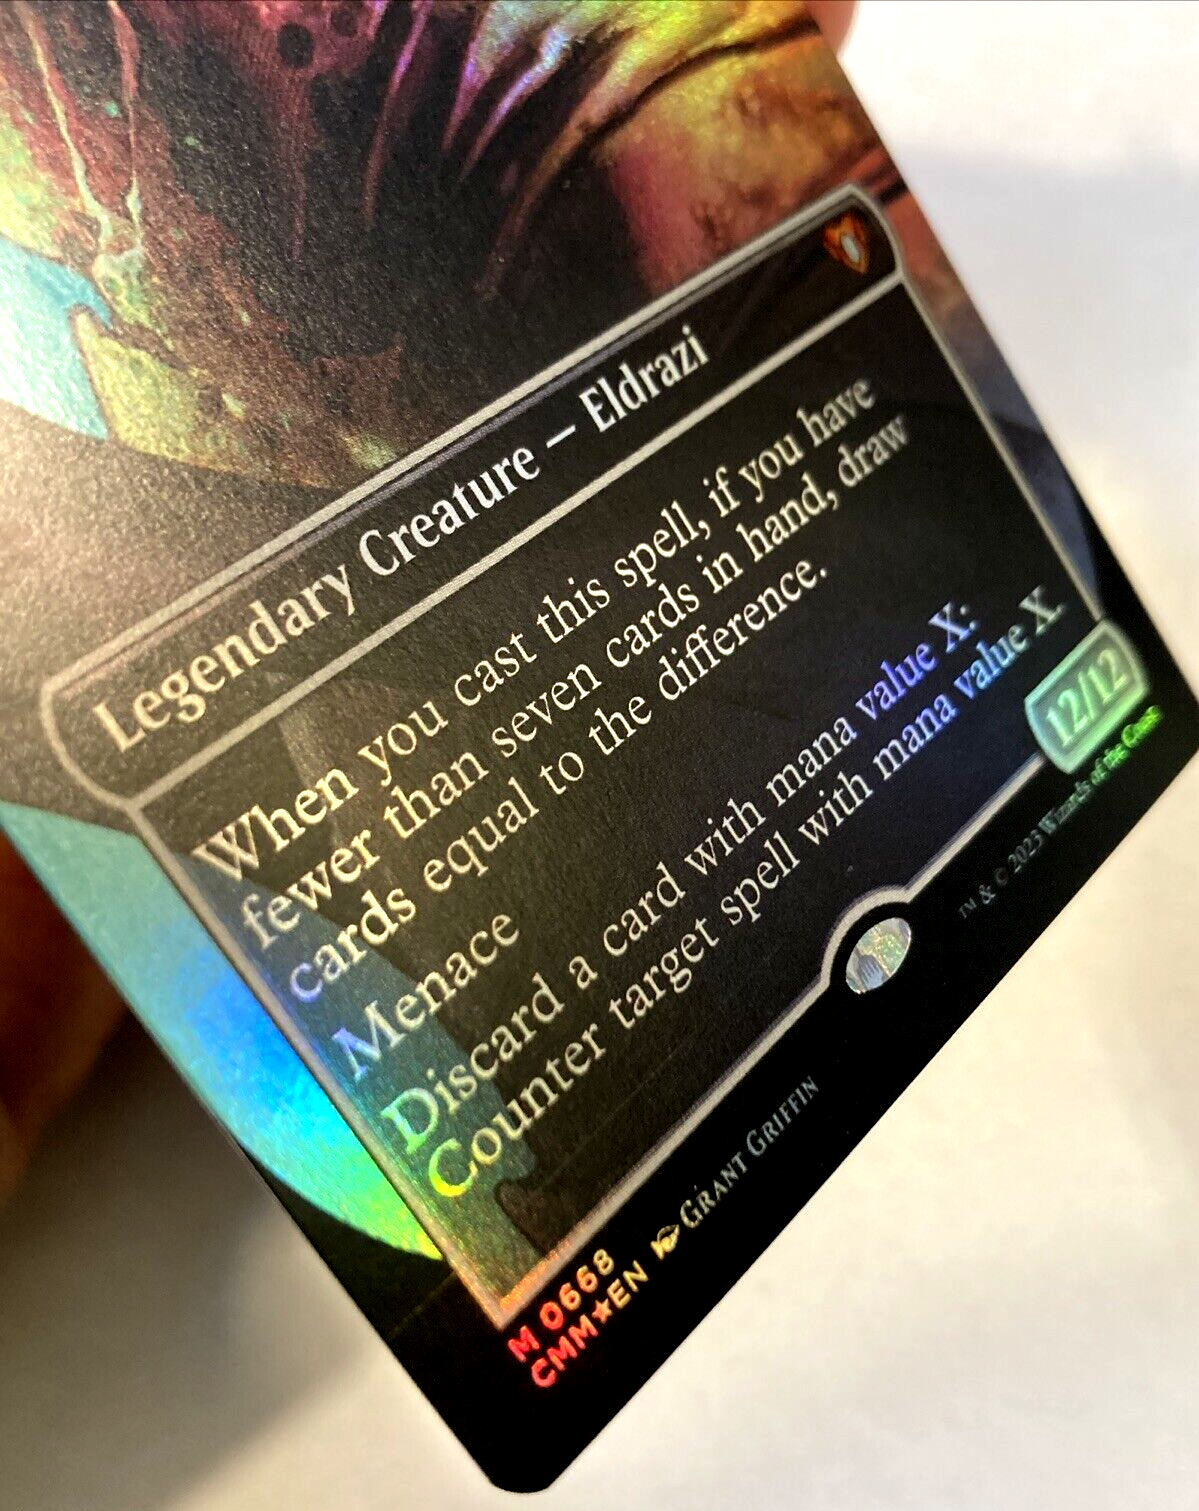 Legendary Creature — Eldrazi
When you cast this spell, if you have
fewer than seven cards in hand, draw
cards equal to the difference.
Menace
Discard a card with mana value X:
Counter target spell with mana value X.
12/12
M 0668
CMM★EN GRANT GRIFFIN
™ & © 2023 Wizards of the Coast